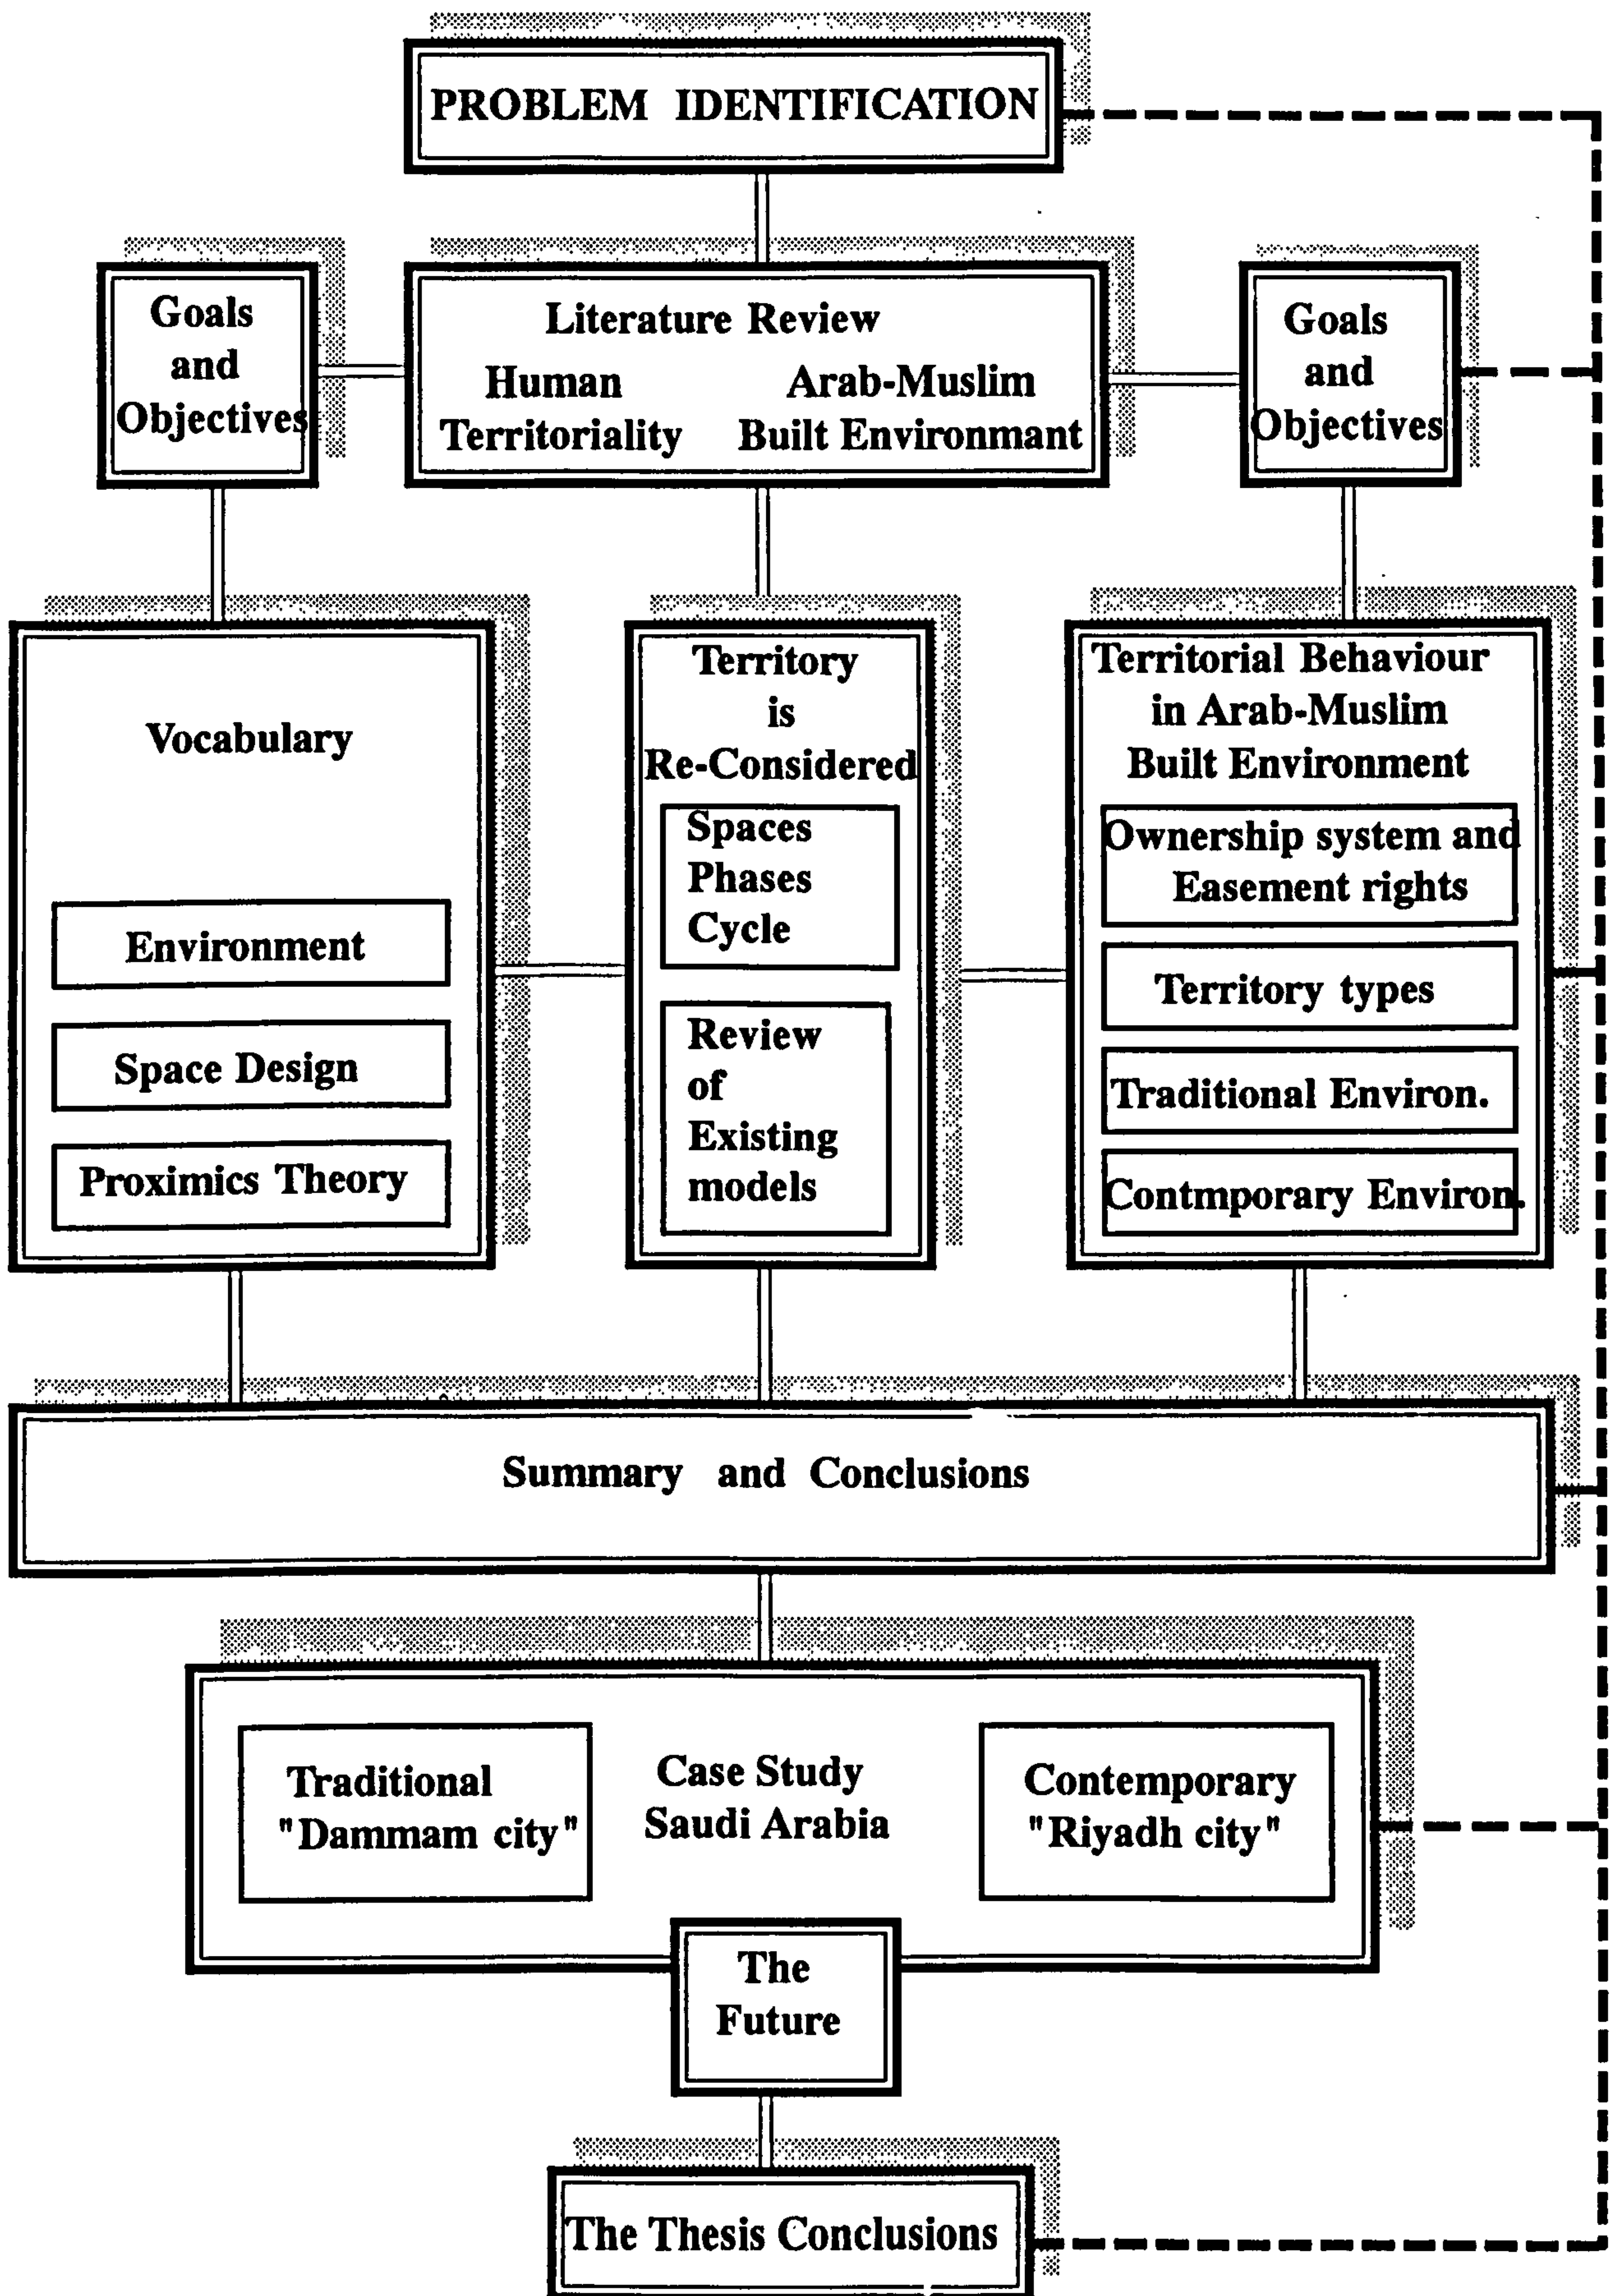 PROBLEM IDENTIFICATION
Goals
and
Objectives
Literature Review
Human
Territoriality
Arab-Muslim
Built Environmant
Goals
and
Objectives
Vocabulary
Environment
Space Design
Proximics Theory
Territory
is
Re-Considered
Spaces
Phases
Cycle
Review
of
Existing
models
Territorial Behaviour
in Arab-Muslim
Built Environment
Ownership system and
Easement rights
Territory types
Traditional Environ.
Contmporary Environ.
Summary and Conclusions
Traditional
"Dammam city"
Case Study
Saudi Arabia
Contemporary
"Riyadh city"
The
Future
The Thesis Conclusions